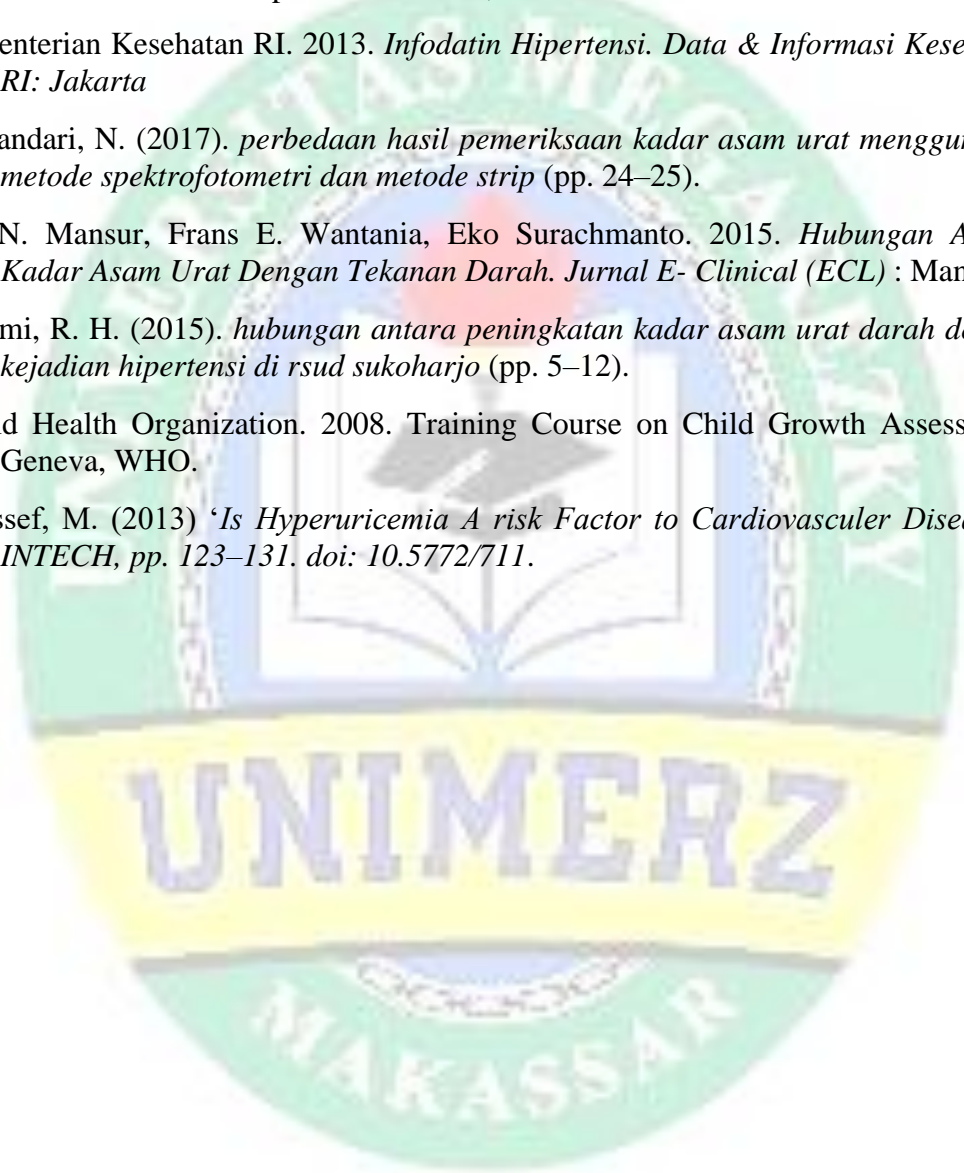 enterian Kesehatan RI. 2013. Infodatin Hipertensi. Data & Informasi Kese
RI: Jakarta
andari, N. (2017). perbedaan hasil pemeriksaan kadar asam urat menggu
metode spektrofotometri dan metode strip (pp. 24–25).
N. Mansur, Frans E. Wantania, Eko Surachmanto. 2015. Hubungan A
Kadar Asam Urat Dengan Tekanan Darah. Jurnal E- Clinical (ECL) : Man
mi, R. H. (2015). hubungan antara peningkatan kadar asam urat darah de
kejadian hipertensi di rsud sukoharjo (pp. 5–12).
d Health Organization. 2008. Training Course on Child Growth Assess
Geneva, WHO.
ssef, M. (2013) ‘Is Hyperuricemia A risk Factor to Cardiovasculer Dise
INTECH, pp. 123–131. doi: 10.5772/711.
UNIVERSITAS MEGAREZKY
UNIMERZ
MAKASSAR